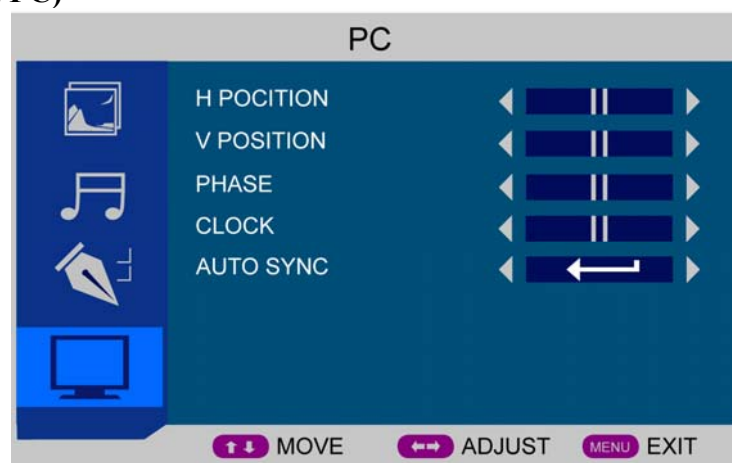 PC
H POCITION
V POSITION
PHASE
CLOCK
AUTO SYNC
MOVE ADJUST MENU EXIT